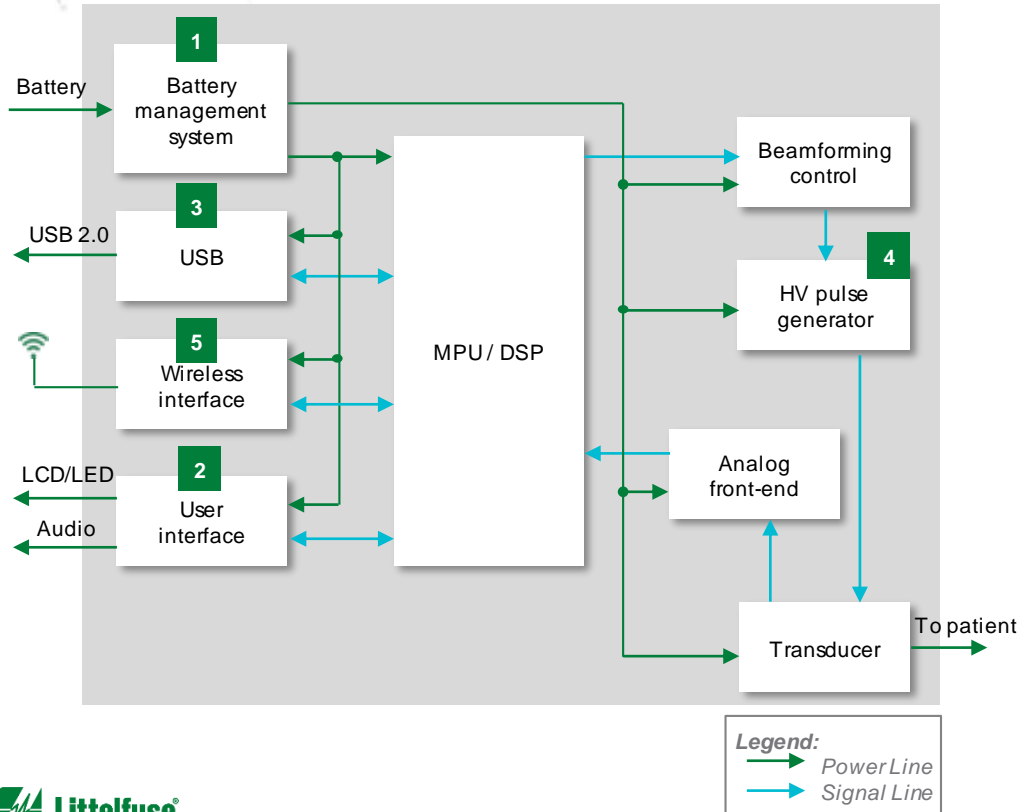 1
Battery
Battery
management
system
3
USB 2.0
USB
5
Wireless
interface
2
LCD/LED
User
interface
Audio
MPU / DSP
Beamforming
control
4
HV pulse
generator
Analog
front-end
Transducer
To patient
Legend:
Power Line
Signal Line
Littelfuse®